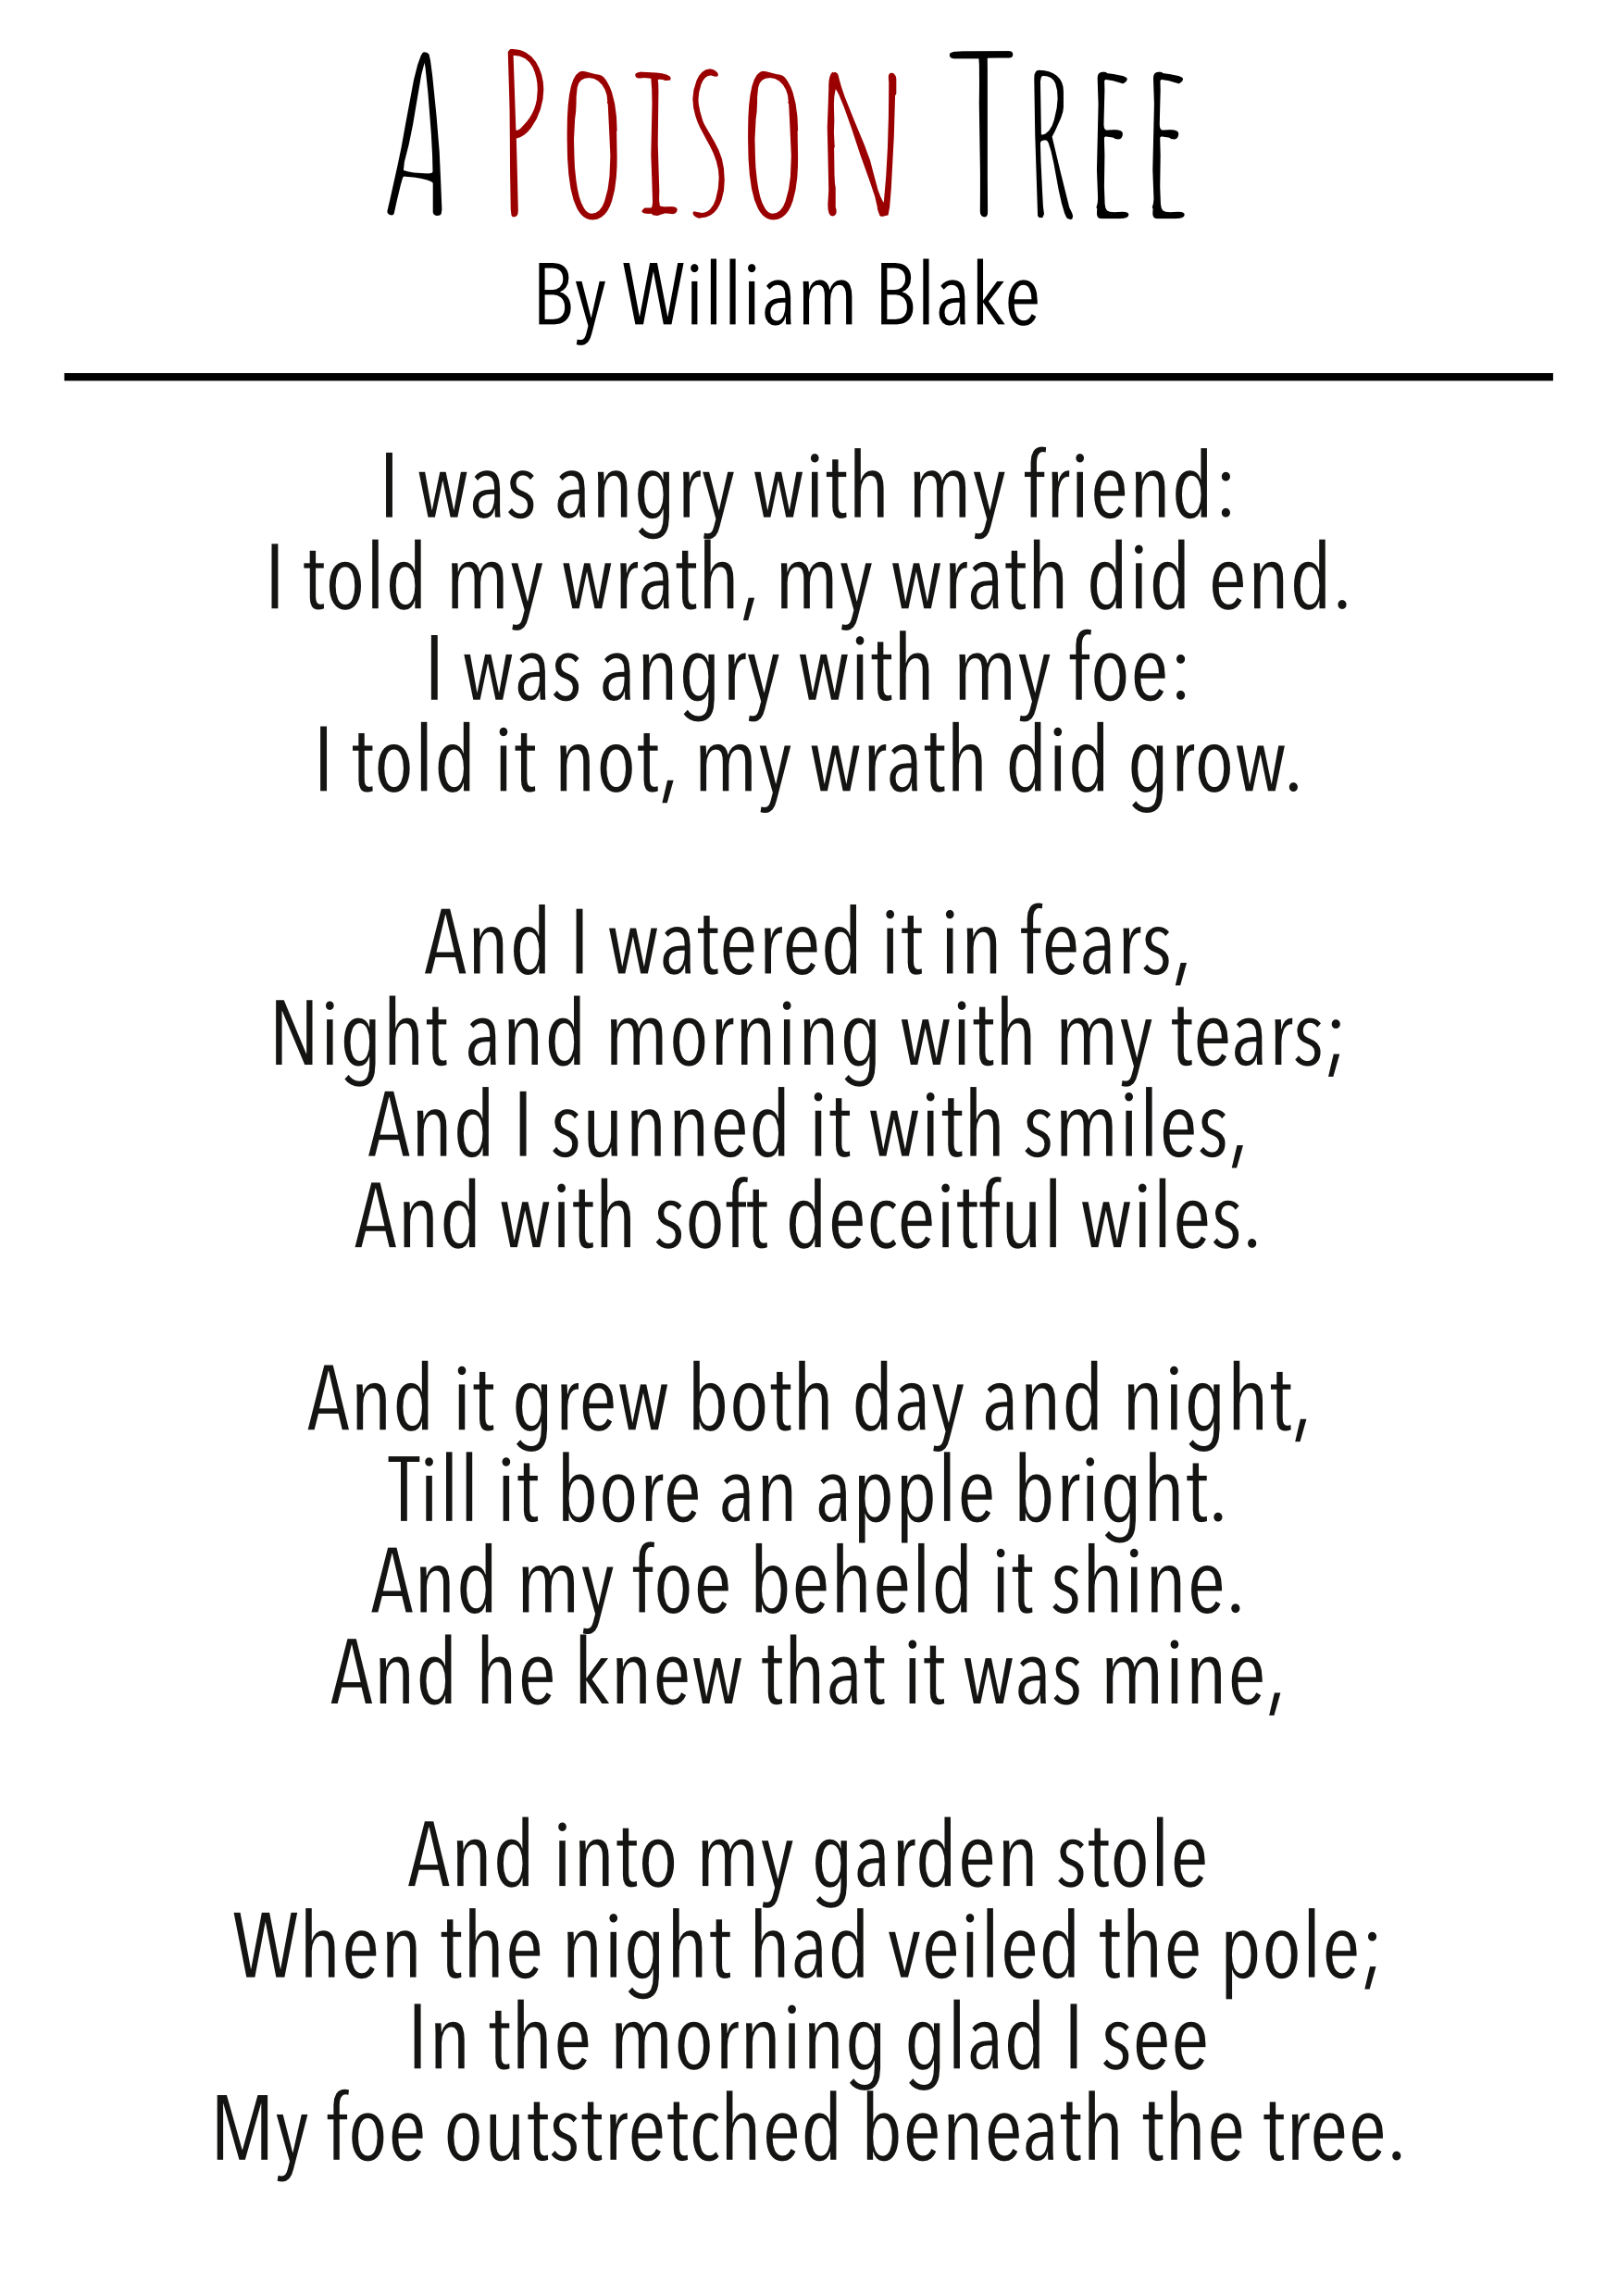 A Poison Tree
By William Blake
I was angry with my friend:
I told my wrath, my wrath did end.
I was angry with my foe:
I told it not, my wrath did grow.
And I watered it in fears,
Night and morning with my tears;
And I sunned it with smiles,
And with soft deceitful wiles.
And it grew both day and night,
Till it bore an apple bright.
And my foe beheld it shine.
And he knew that it was mine,
And into my garden stole
When the night had veiled the pole;
In the morning glad I see
My foe outstretched beneath the tree.